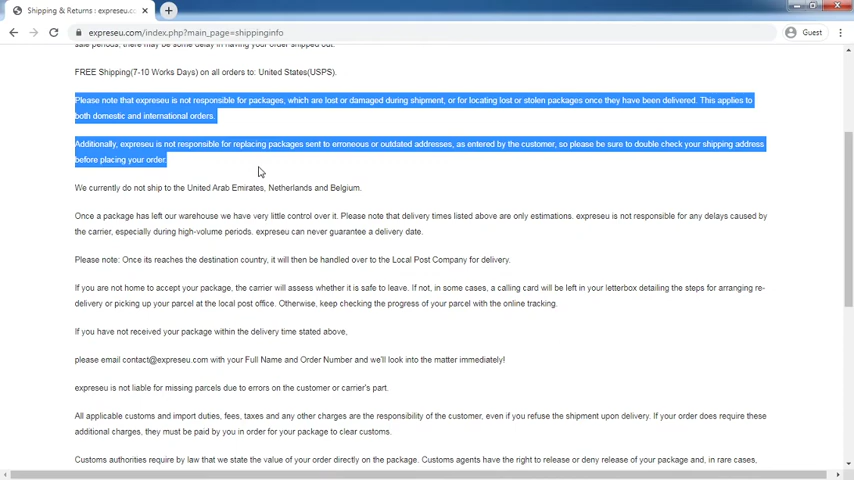 Shipping & Returns : expreseu.com
expreseu.com/index.php?main_page=shippinginfo
Guest
sale periods, there may be some delay in having your order shipped out.
FREE Shipping(7-10 Works Days) on all orders to: United States(USPS).
Please note that expreseu is not responsible for packages, which are lost or damaged during shipment, or for locating lost or stolen packages once they have been delivered. This applies to
both domestic and international orders.
Additionally, expreseu is not responsible for replacing packages sent to erroneous or outdated addresses, as entered by the customer, so please be sure to double check your shipping address
before placing your order.
We currently do not ship to the United Arab Emirates, Netherlands and Belgium.
Once a package has left our warehouse we have very little control over it. Please note that delivery times listed above are only estimations. expreseu is not responsible for any delays caused by
the carrier, especially during high-volume periods. expreseu can never guarantee a delivery date.
Please note: Once its reaches the destination country, it will then be handled over to the Local Post Company for delivery.
If you are not home to accept your package, the carrier will assess whether it is safe to leave. If not, in some cases, a calling card will be left in your letterbox detailing the steps for arranging re-
delivery or picking up your parcel at the local post office. Otherwise, keep checking the progress of your parcel with the online tracking.
If you have not received your package within the delivery time stated above,
please email contact@expreseu.com with your Full Name and Order Number and we'll look into the matter immediately!
expreseu is not liable for missing parcels due to errors on the customer or carrier's part.
All applicable customs and import duties, fees, taxes and any other charges are the responsibility of the customer, even if you refuse the shipment upon delivery. If your order does require these
additional charges, they must be paid by you in order for your package to clear customs.
Customs authorities require by law that we state the value of your order directly on the package. Customs agents have the right to release or deny release of your package and, in rare cases,